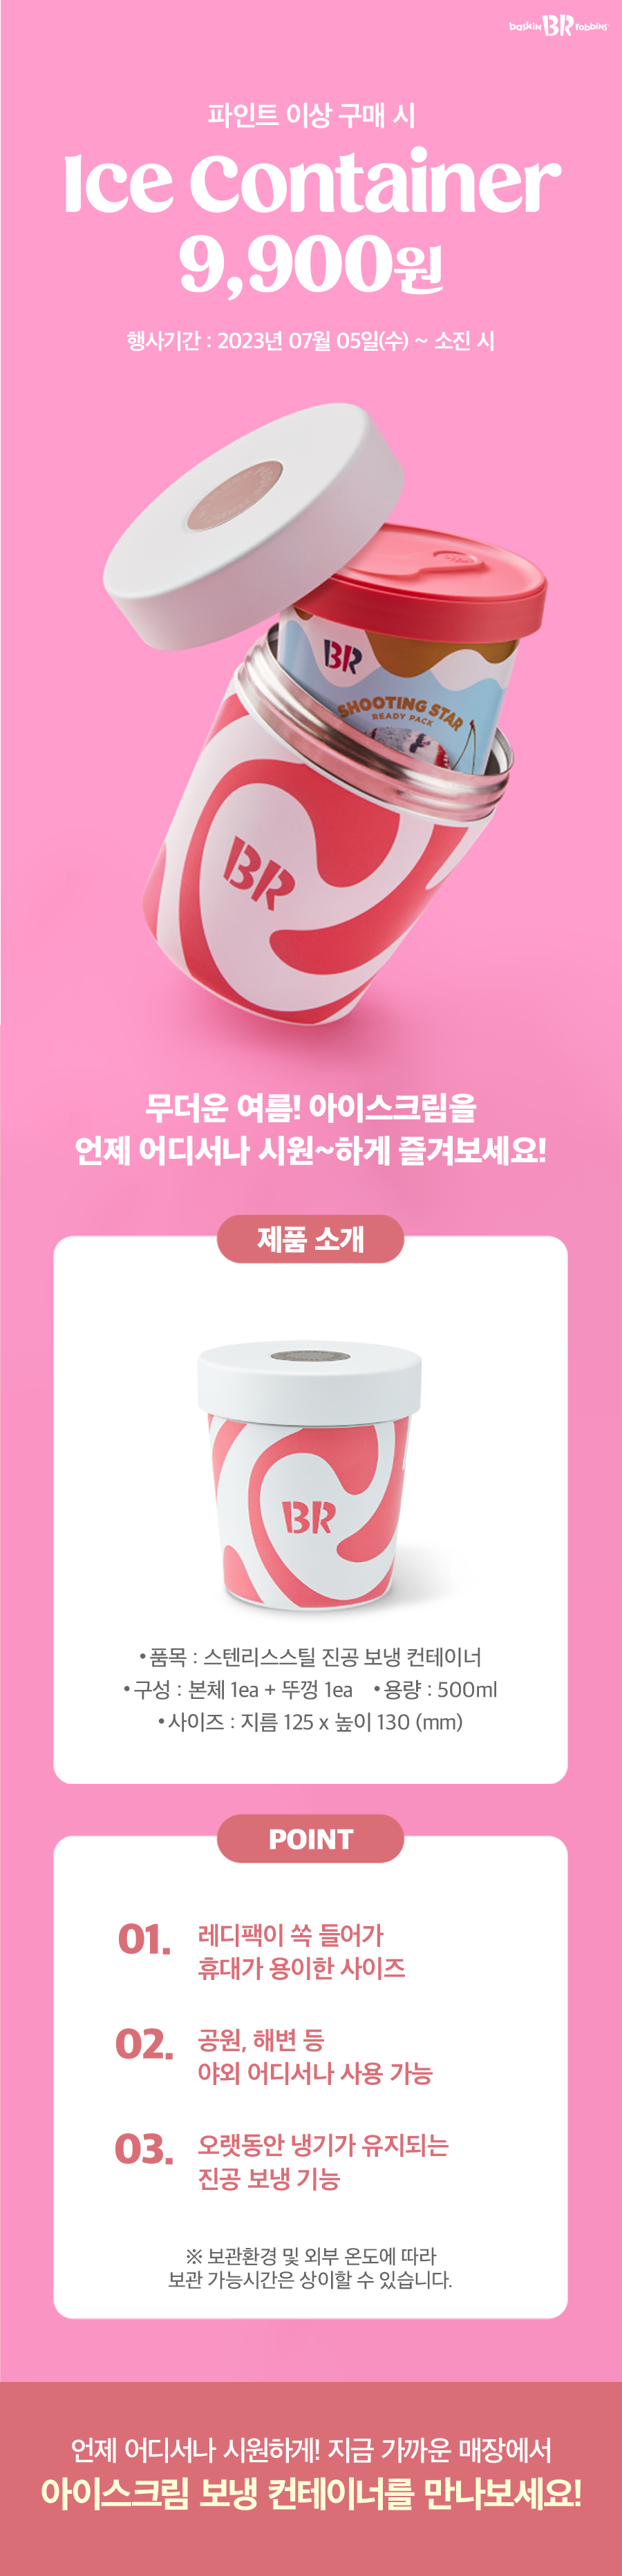 baskin BR robbins
파인트 이상 구매 시
Ice Container
9,900원
행사기간 : 2023년 07월 05일(수) ~ 소진 시
BR
SHOOTING STAR
READY PACK
BR
무더운 여름! 아이스크림을
언제 어디서나 시원~하게 즐겨보세요!
제품 소개
BR
•품목 : 스텐리스스틸 진공 보냉 컨테이너
•구성 : 본체 1ea + 뚜껑 1ea •용량 : 500ml
•사이즈 : 지름 125 x 높이 130 (mm)
POINT
01. 레디팩이 쏙 들어가
휴대가 용이한 사이즈
02. 공원, 해변 등
야외 어디서나 사용 가능
03. 오랫동안 냉기가 유지되는
진공 보냉 기능
※ 보관환경 및 외부 온도에 따라
보관 가능시간은 상이할 수 있습니다.
언제 어디서나 시원하게! 지금 가까운 매장에서
아이스크림 보냉 컨테이너를 만나보세요!